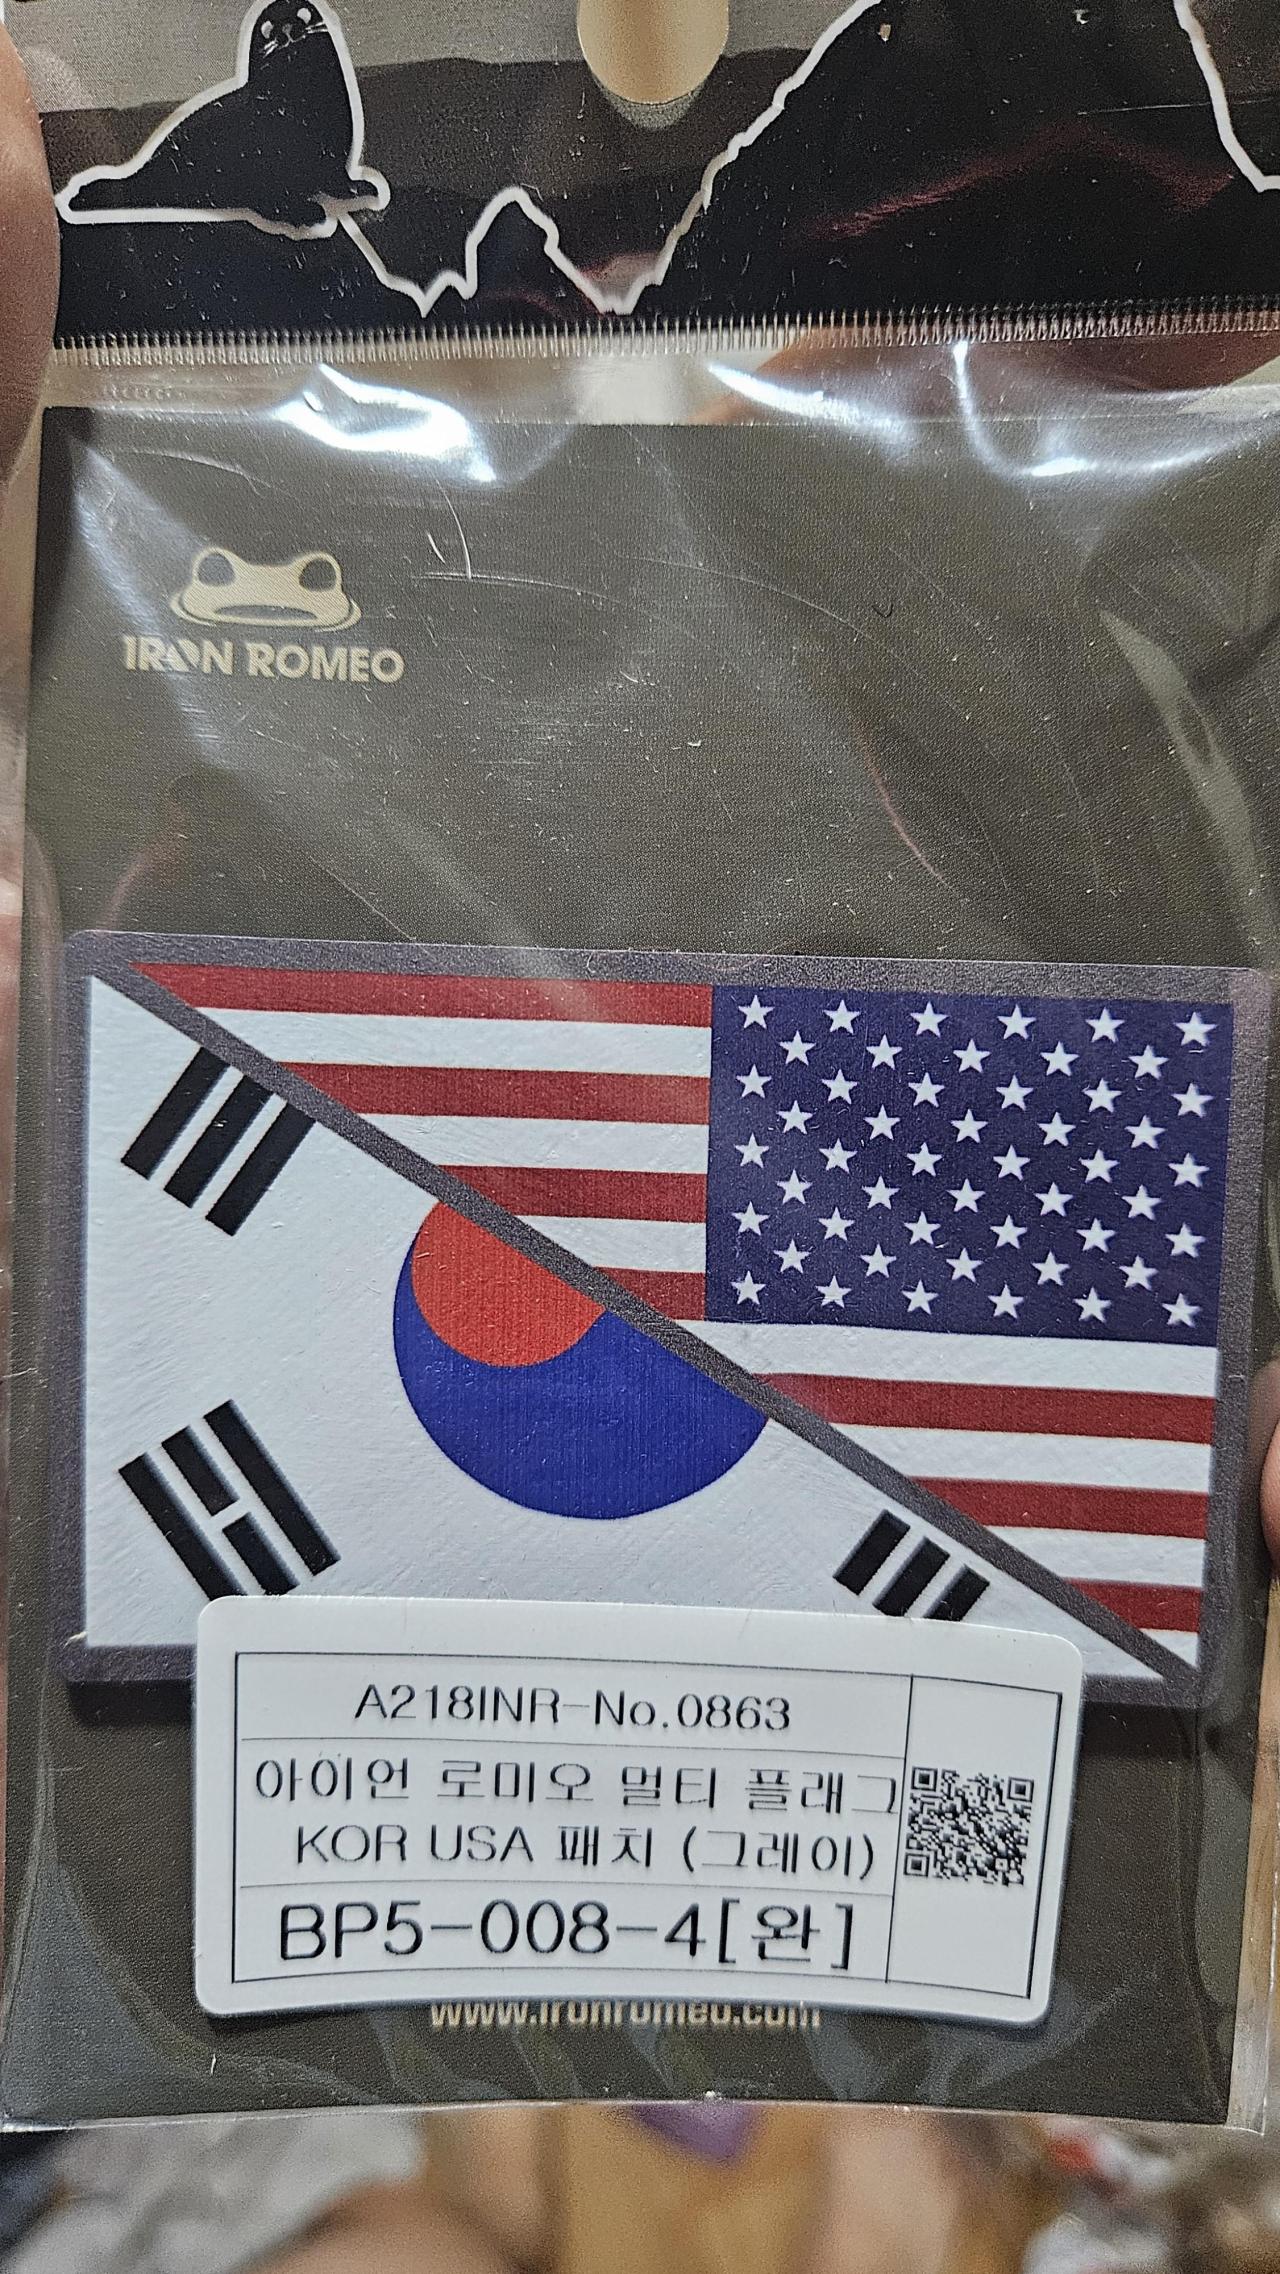 IRON ROMEO
A218INR-No.0863
아이언 로미오 멀티 플래그
KOR USA 패치 (그레이)
BP5-008-4[완]
www.ironromeo.com